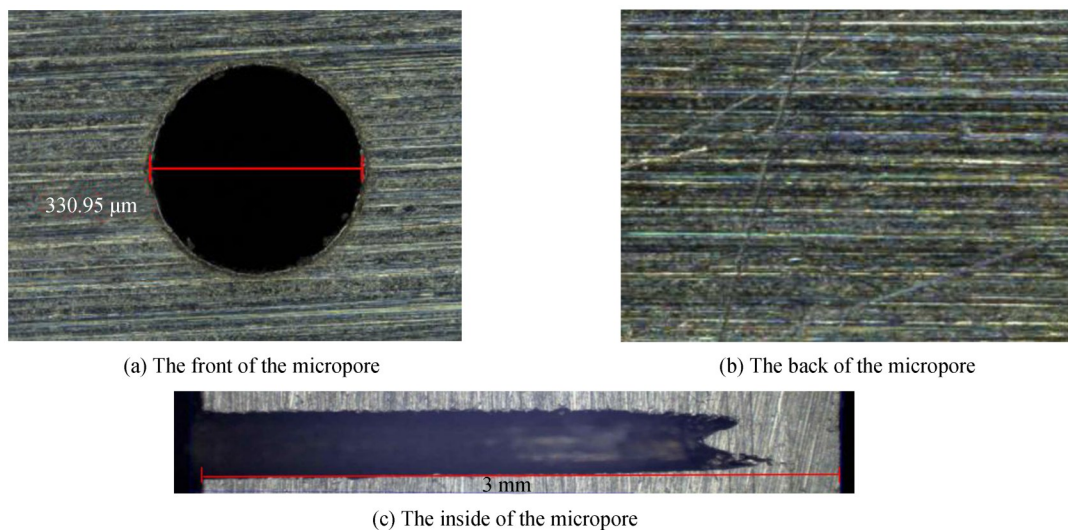 330.95 μm
(a) The front of the micropore
(b) The back of the micropore
3 mm
(c) The inside of the micropore